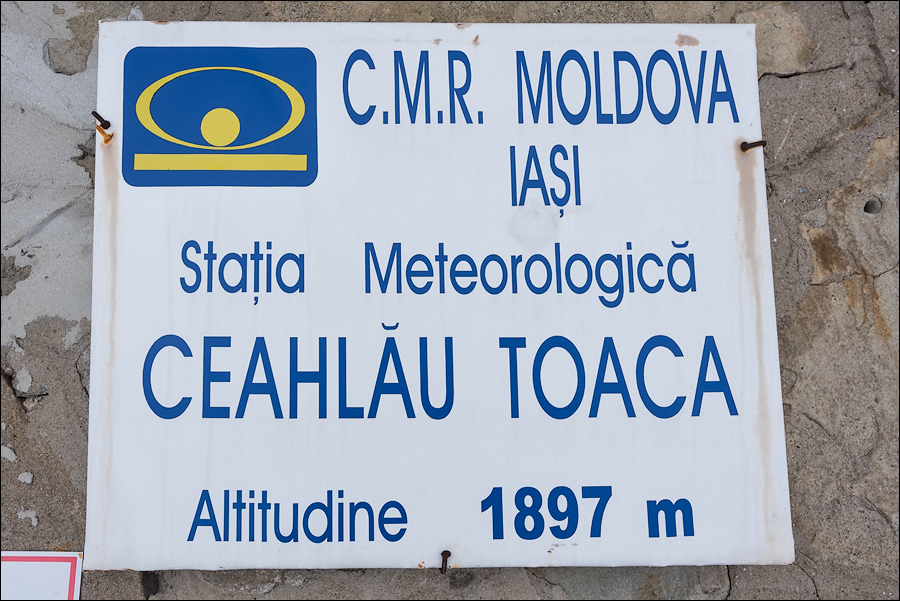 C.M.R. MOLDOVA
IAȘI
Stația Meteorologică
CEAHLĂU TOACA
Altitudine 1897 m